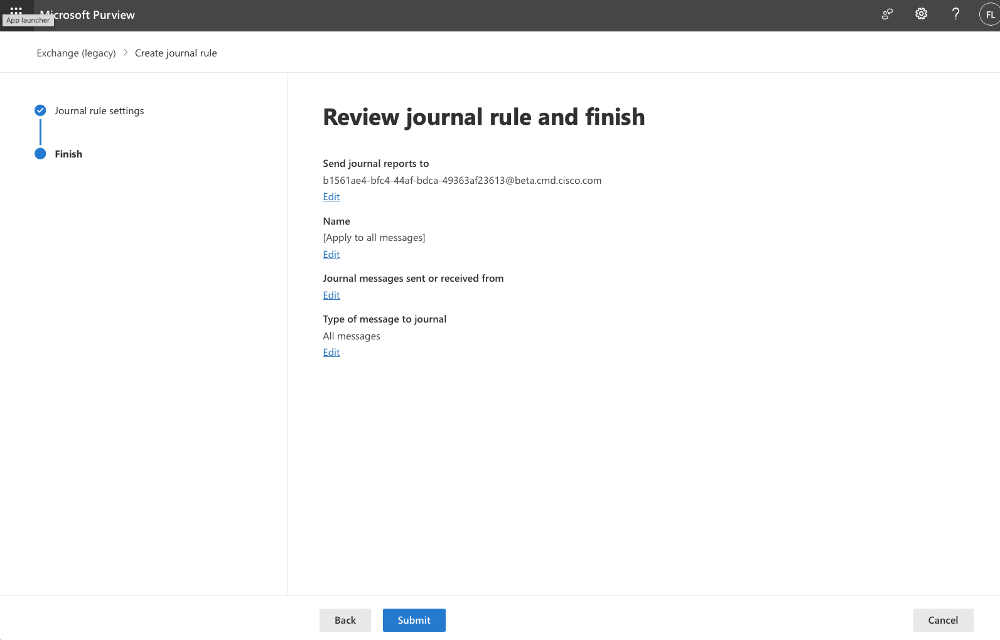 Microsoft Purview
App launcher
FL
Exchange (legacy) > Create journal rule
Journal rule settings
Finish
Review journal rule and finish
Send journal reports to
b1561ae4-bfc4-44af-bdca-49363af23613@beta.cmd.cisco.com
Edit
Name
[Apply to all messages]
Edit
Journal messages sent or received from
Edit
Type of message to journal
All messages
Edit
Back
Submit
Cancel